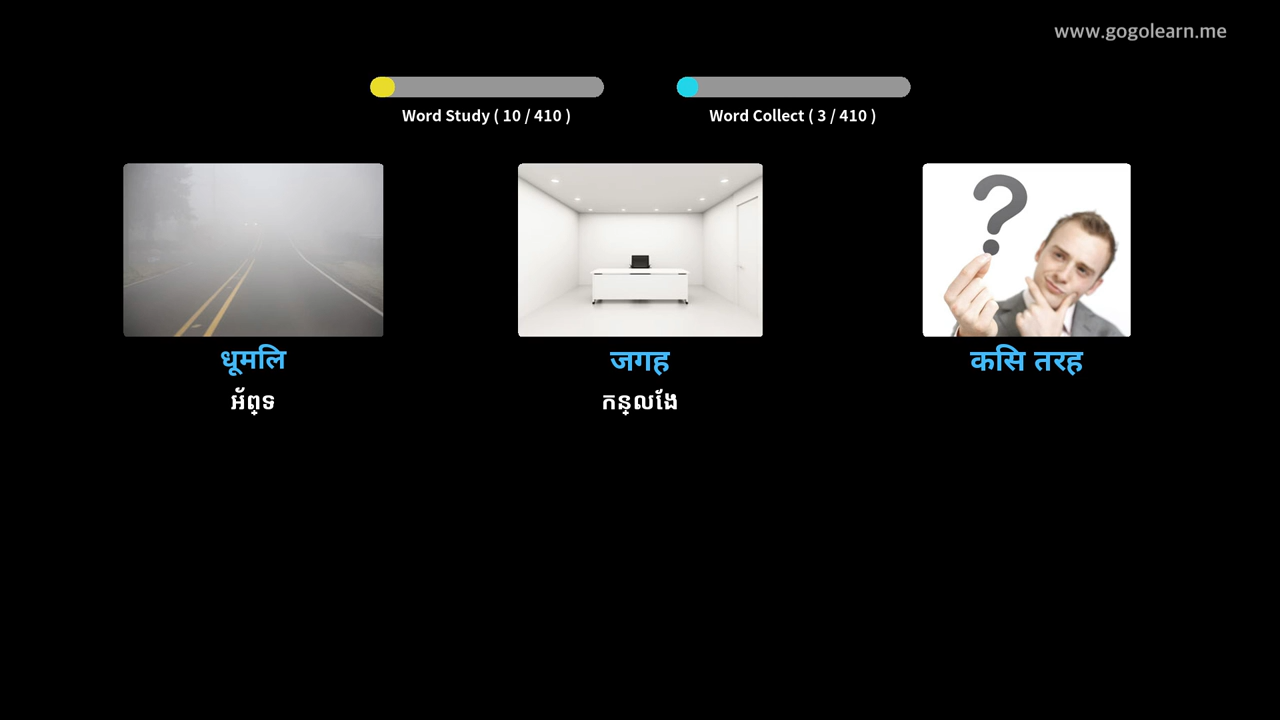 www.gogolearn.me
Word Study ( 10 / 410 )
Word Collect ( 3 / 410 )
धूमलि
जगह
कसि तरह
អ័ព្ទ
កន្លងែ